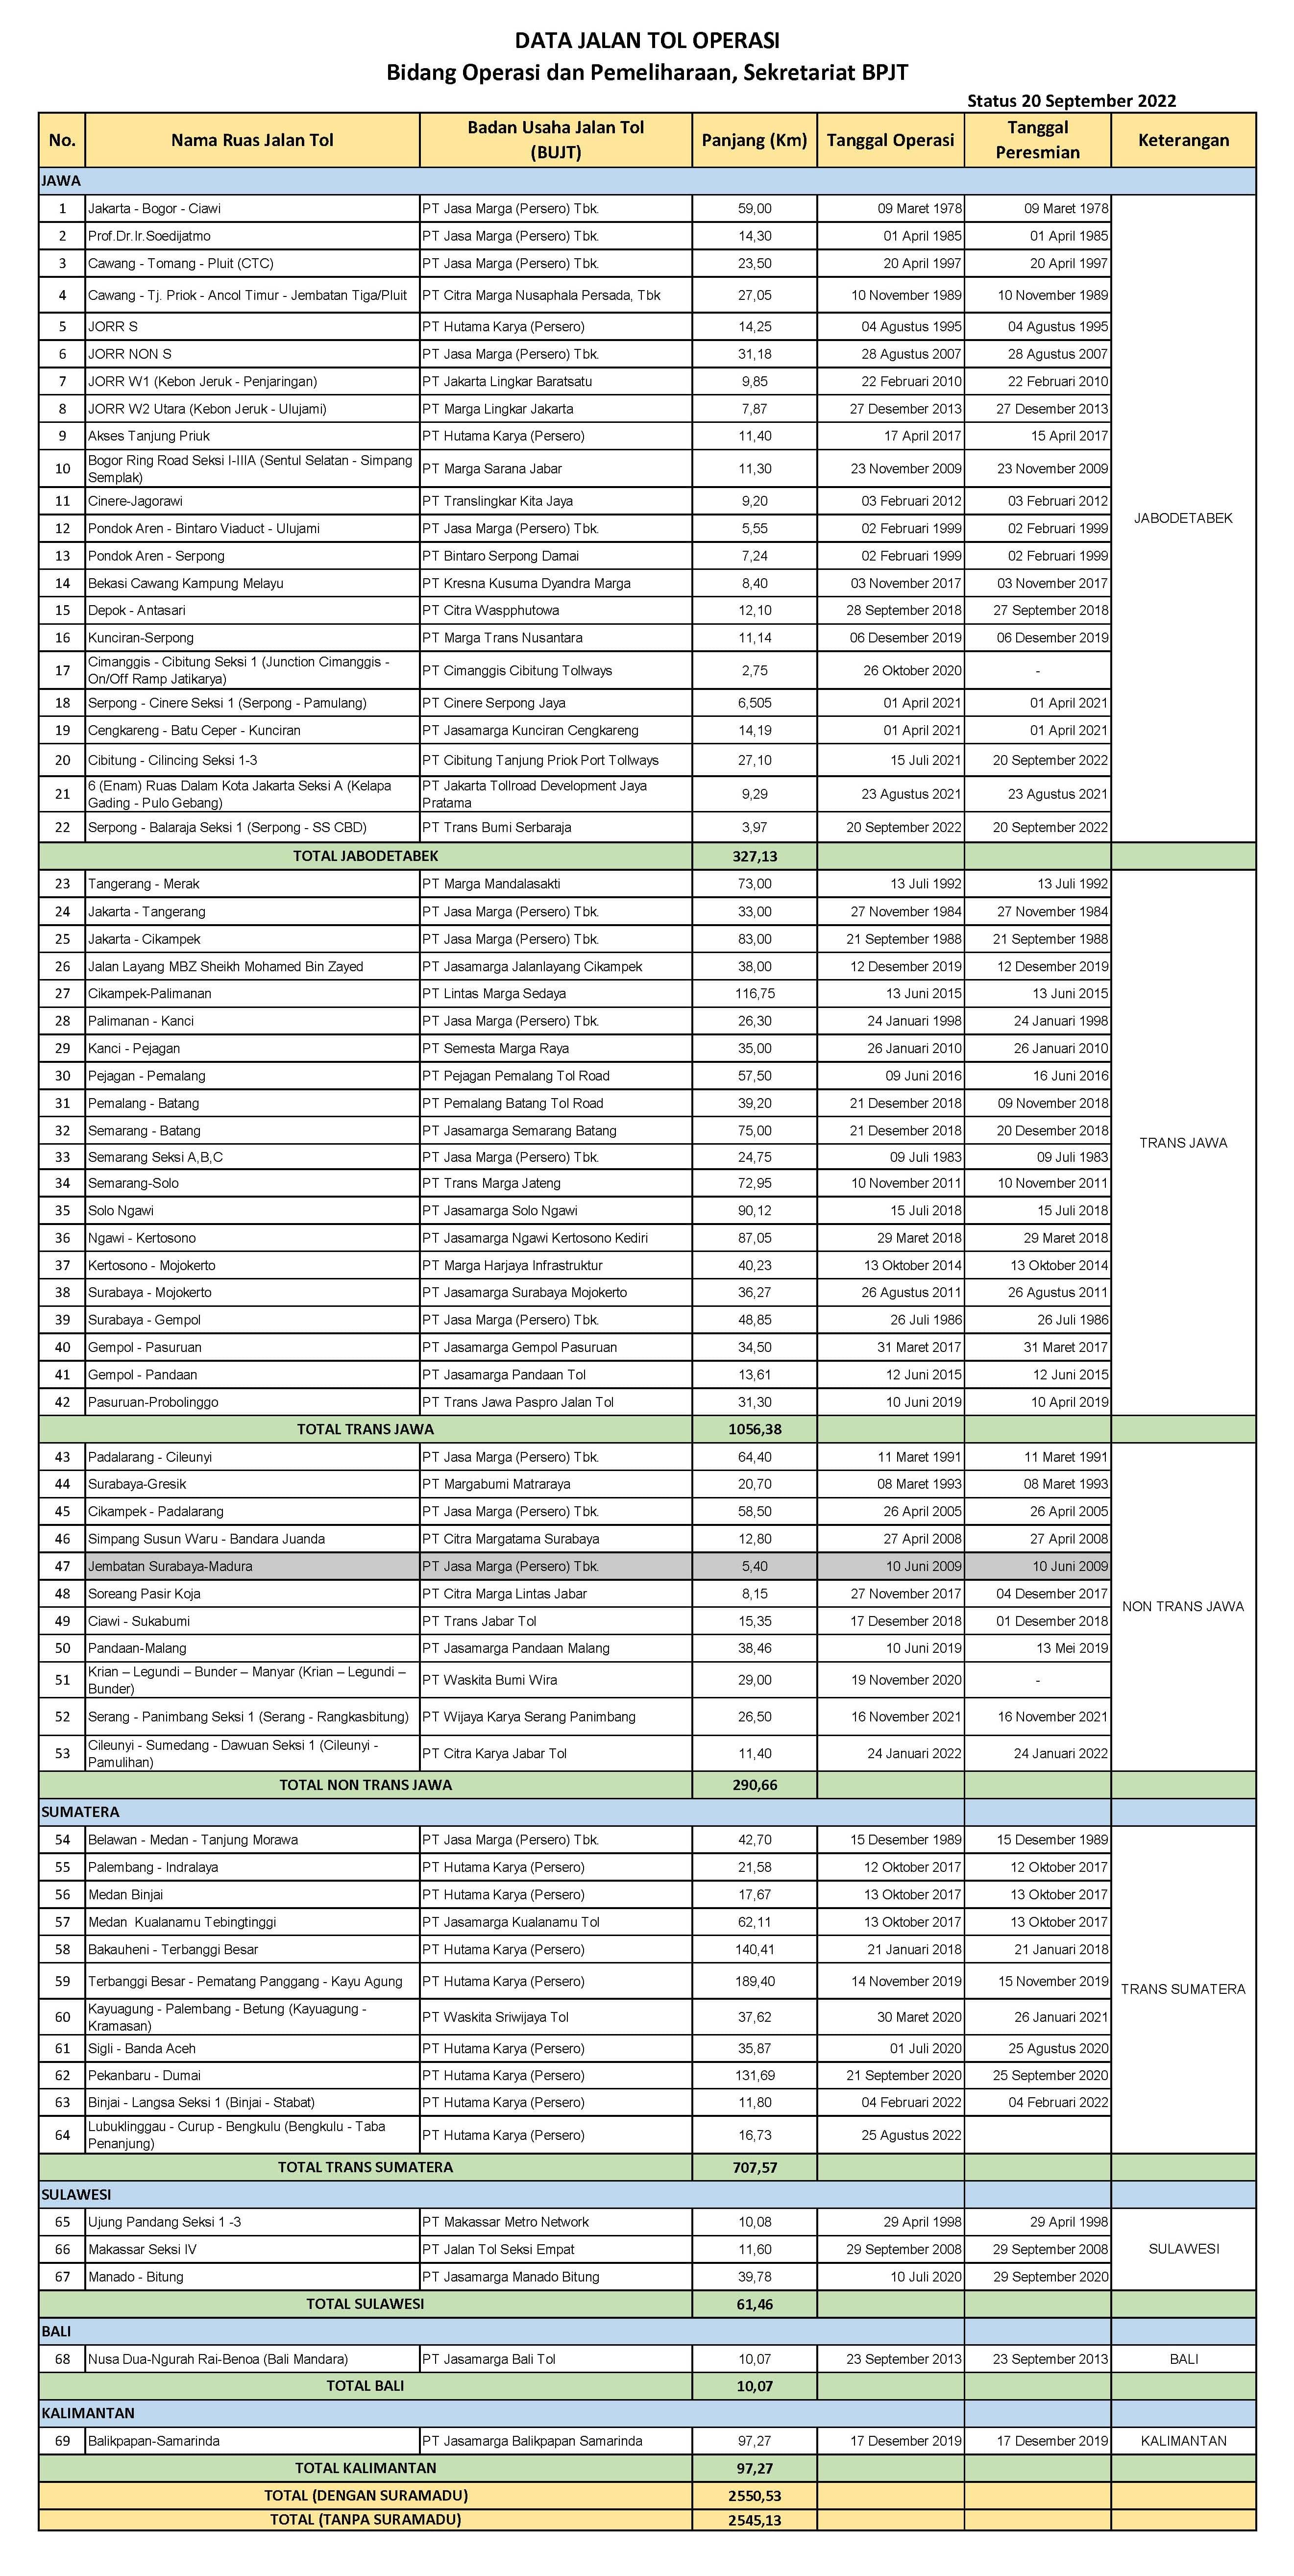 DATA JALAN TOL OPERASI
Bidang Operasi dan Pemeliharaan, Sekretariat BPJT
Status 20 September 2022
No. Nama Ruas Jalan Tol Badan Usaha Jalan Tol (BUJT) Panjang (Km) Tanggal Operasi Tanggal Peresmian Keterangan
JAWA
1 Jakarta - Bogor - Ciawi PT Jasa Marga (Persero) Tbk. 59,00 09 Maret 1978 09 Maret 1978
2 Prof.Dr.Ir.Soedijatmo PT Jasa Marga (Persero) Tbk. 14,30 01 April 1985 01 April 1985
3 Cawang - Tomang - Pluit (CTC) PT Jasa Marga (Persero) Tbk. 23,50 20 April 1997 20 April 1997
4 Cawang - Tj. Priok - Ancol Timur - Jembatan Tiga/Pluit PT Citra Marga Nusaphala Persada, Tbk 27,05 10 November 1989 10 November 1989
5 JORR S PT Hutama Karya (Persero) 14,25 04 Agustus 1995 04 Agustus 1995
6 JORR NON S PT Jasa Marga (Persero) Tbk. 31,18 28 Agustus 2007 28 Agustus 2007
7 JORR W1 (Kebon Jeruk - Penjaringan) PT Jakarta Lingkar Baratsatu 9,85 22 Februari 2010 22 Februari 2010
8 JORR W2 Utara (Kebon Jeruk - Ulujami) PT Marga Lingkar Jakarta 7,87 27 Desember 2013 27 Desember 2013
9 Akses Tanjung Priuk PT Hutama Karya (Persero) 11,40 17 April 2017 15 April 2017
10 Bogor Ring Road Seksi I-IIIA (Sentul Selatan - Simpang Semplak) PT Marga Sarana Jabar 11,30 23 November 2009 23 November 2009
11 Cinere-Jagorawi PT Translingkar Kita Jaya 9,20 03 Februari 2012 03 Februari 2012
JABODETABEK
12 Pondok Aren - Bintaro Viaduct - Ulujami PT Jasa Marga (Persero) Tbk. 5,55 02 Februari 1999 02 Februari 1999
13 Pondok Aren - Serpong PT Bintaro Serpong Damai 7,24 02 Februari 1999 02 Februari 1999
14 Bekasi Cawang Kampung Melayu PT Kresna Kusuma Dyandra Marga 8,40 03 November 2017 03 November 2017
15 Depok - Antasari PT Citra Waspphutowa 12,10 28 September 2018 27 September 2018
16 Kunciran-Serpong PT Marga Trans Nusantara 11,14 06 Desember 2019 06 Desember 2019
17 Cimanggis - Cibitung Seksi 1 (Junction Cimanggis - On/Off Ramp Jatikarya) PT Cimanggis Cibitung Tollways 2,75 26 Oktober 2020 -
18 Serpong - Cinere Seksi 1 (Serpong - Pamulang) PT Cinere Serpong Jaya 6,505 01 April 2021 01 April 2021
19 Cengkareng - Batu Ceper - Kunciran PT Jasamarga Kunciran Cengkareng 14,19 01 April 2021 01 April 2021
20 Cibitung - Cilincing Seksi 1-3 PT Cibitung Tanjung Priok Port Tollways 27,10 15 Juli 2021 20 September 2022
21 6 (Enam) Ruas Dalam Kota Jakarta Seksi A (Kelapa Gading - Pulo Gebang) PT Jakarta Tollroad Development Jaya Pratama 9,29 23 Agustus 2021 23 Agustus 2021
22 Serpong - Balaraja Seksi 1 (Serpong - SS CBD) PT Trans Bumi Serbaraja 3,97 20 September 2022 20 September 2022
TOTAL JABODETABEK 327,13
23 Tangerang - Merak PT Marga Mandalasakti 73,00 13 Juli 1992 13 Juli 1992
24 Jakarta - Tangerang PT Jasa Marga (Persero) Tbk. 33,00 27 November 1984 27 November 1984
25 Jakarta - Cikampek PT Jasa Marga (Persero) Tbk. 83,00 21 September 1988 21 September 1988
26 Jalan Layang MBZ Sheikh Mohamed Bin Zayed PT Jasamarga Jalanlayang Cikampek 38,00 12 Desember 2019 12 Desember 2019
27 Cikampek-Palimanan PT Lintas Marga Sedaya 116,75 13 Juni 2015 13 Juni 2015
28 Palimanan - Kanci PT Jasa Marga (Persero) Tbk. 26,30 24 Januari 1998 24 Januari 1998
29 Kanci - Pejagan PT Semesta Marga Raya 35,00 26 Januari 2010 26 Januari 2010
30 Pejagan - Pemalang PT Pejagan Pemalang Tol Road 57,50 09 Juni 2016 16 Juni 2016
31 Pemalang - Batang PT Pemalang Batang Tol Road 39,20 21 Desember 2018 09 November 2018
32 Semarang - Batang PT Jasamarga Semarang Batang 75,00 21 Desember 2018 20 Desember 2018
TRANS JAWA
33 Semarang Seksi A,B,C PT Jasa Marga (Persero) Tbk. 24,75 09 Juli 1983 09 Juli 1983
34 Semarang-Solo PT Trans Marga Jateng 72,95 10 November 2011 10 November 2011
35 Solo Ngawi PT Jasamarga Solo Ngawi 90,12 15 Juli 2018 15 Juli 2018
36 Ngawi - Kertosono PT Jasamarga Ngawi Kertosono Kediri 87,05 29 Maret 2018 29 Maret 2018
37 Kertosono - Mojokerto PT Marga Harjaya Infrastruktur 40,23 13 Oktober 2014 13 Oktober 2014
38 Surabaya - Mojokerto PT Jasamarga Surabaya Mojokerto 36,27 26 Agustus 2011 26 Agustus 2011
39 Surabaya - Gempol PT Jasa Marga (Persero) Tbk. 48,85 26 Juli 1986 26 Juli 1986
40 Gempol - Pasuruan PT Jasamarga Gempol Pasuruan 34,50 31 Maret 2017 31 Maret 2017
41 Gempol - Pandaan PT Jasamarga Pandaan Tol 13,61 12 Juni 2015 12 Juni 2015
42 Pasuruan-Probolinggo PT Trans Jawa Paspro Jalan Tol 31,30 10 Juni 2019 10 April 2019
TOTAL TRANS JAWA 1056,38
43 Padalarang - Cileunyi PT Jasa Marga (Persero) Tbk. 64,40 11 Maret 1991 11 Maret 1991
44 Surabaya-Gresik PT Margabumi Matraraya 20,70 08 Maret 1993 08 Maret 1993
45 Cikampek - Padalarang PT Jasa Marga (Persero) Tbk. 58,50 26 April 2005 26 April 2005
46 Simpang Susun Waru - Bandara Juanda PT Citra Margatama Surabaya 12,80 27 April 2008 27 April 2008
47 Jembatan Surabaya-Madura PT Jasa Marga (Persero) Tbk. 5,40 10 Juni 2009 10 Juni 2009
48 Soreang Pasir Koja PT Citra Marga Lintas Jabar 8,15 27 November 2017 04 Desember 2017
NON TRANS JAWA
49 Ciawi - Sukabumi PT Trans Jabar Tol 15,35 17 Desember 2018 01 Desember 2018
50 Pandaan-Malang PT Jasamarga Pandaan Malang 38,46 10 Juni 2019 13 Mei 2019
51 Krian – Legundi – Bunder – Manyar (Krian – Legundi – Bunder) PT Waskita Bumi Wira 29,00 19 November 2020 -
52 Serang - Panimbang Seksi 1 (Serang - Rangkasbitung) PT Wijaya Karya Serang Panimbang 26,50 16 November 2021 16 November 2021
53 Cileunyi - Sumedang - Dawuan Seksi 1 (Cileunyi - Pamulihan) PT Citra Karya Jabar Tol 11,40 24 Januari 2022 24 Januari 2022
TOTAL NON TRANS JAWA 290,66
SUMATERA
54 Belawan - Medan - Tanjung Morawa PT Jasa Marga (Persero) Tbk. 42,70 15 Desember 1989 15 Desember 1989
55 Palembang - Indralaya PT Hutama Karya (Persero) 21,58 12 Oktober 2017 12 Oktober 2017
56 Medan Binjai PT Hutama Karya (Persero) 17,67 13 Oktober 2017 13 Oktober 2017
57 Medan Kualanamu Tebingtinggi PT Jasamarga Kualanamu Tol 62,11 13 Oktober 2017 13 Oktober 2017
58 Bakauheni - Terbanggi Besar PT Hutama Karya (Persero) 140,41 21 Januari 2018 21 Januari 2018
59 Terbanggi Besar - Pematang Panggang - Kayu Agung PT Hutama Karya (Persero) 189,40 14 November 2019 15 November 2019
TRANS SUMATERA
60 Kayuagung - Palembang - Betung (Kayuagung - Kramasan) PT Waskita Sriwijaya Tol 37,62 30 Maret 2020 26 Januari 2021
61 Sigli - Banda Aceh PT Hutama Karya (Persero) 35,87 01 Juli 2020 25 Agustus 2020
62 Pekanbaru - Dumai PT Hutama Karya (Persero) 131,69 21 September 2020 25 September 2020
63 Binjai - Langsa Seksi 1 (Binjai - Stabat) PT Hutama Karya (Persero) 11,80 04 Februari 2022 04 Februari 2022
64 Lubuklinggau - Curup - Bengkulu (Bengkulu - Taba Penanjung) PT Hutama Karya (Persero) 16,73 25 Agustus 2022
TOTAL TRANS SUMATERA 707,57
SULAWESI
65 Ujung Pandang Seksi 1 -3 PT Makassar Metro Network 10,08 29 April 1998 29 April 1998
66 Makassar Seksi IV PT Jalan Tol Seksi Empat 11,60 29 September 2008 29 September 2008 SULAWESI
67 Manado - Bitung PT Jasamarga Manado Bitung 39,78 10 Juli 2020 29 September 2020
TOTAL SULAWESI 61,46
BALI
68 Nusa Dua-Ngurah Rai-Benoa (Bali Mandara) PT Jasamarga Bali Tol 10,07 23 September 2013 23 September 2013 BALI
TOTAL BALI 10,07
KALIMANTAN
69 Balikpapan-Samarinda PT Jasamarga Balikpapan Samarinda 97,27 17 Desember 2019 17 Desember 2019 KALIMANTAN
TOTAL KALIMANTAN 97,27
TOTAL (DENGAN SURAMADU) 2550,53
TOTAL (TANPA SURAMADU) 2545,13